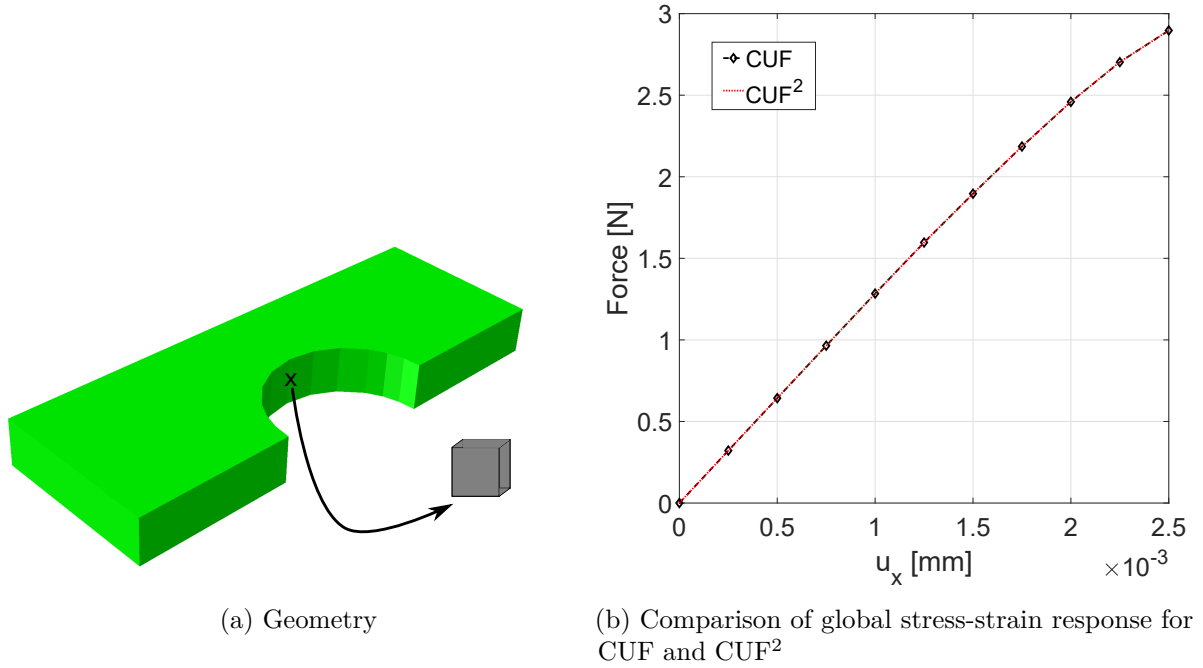 x
3
2.5
2
1.5
1
0.5
0
Force [N]
CUF
CUF²
0 0.5 1 1.5 2 2.5
u_x [mm]
×10⁻³
(a) Geometry
(b) Comparison of global stress-strain response for
CUF and CUF²